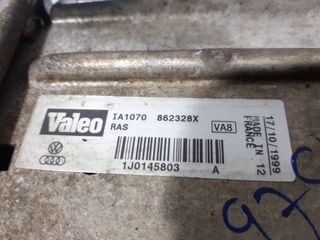 Valeo
IA1070 862328X
RAS
VA8
1J0145803 A
17/10/1999
MADE IN
FRANCE 12